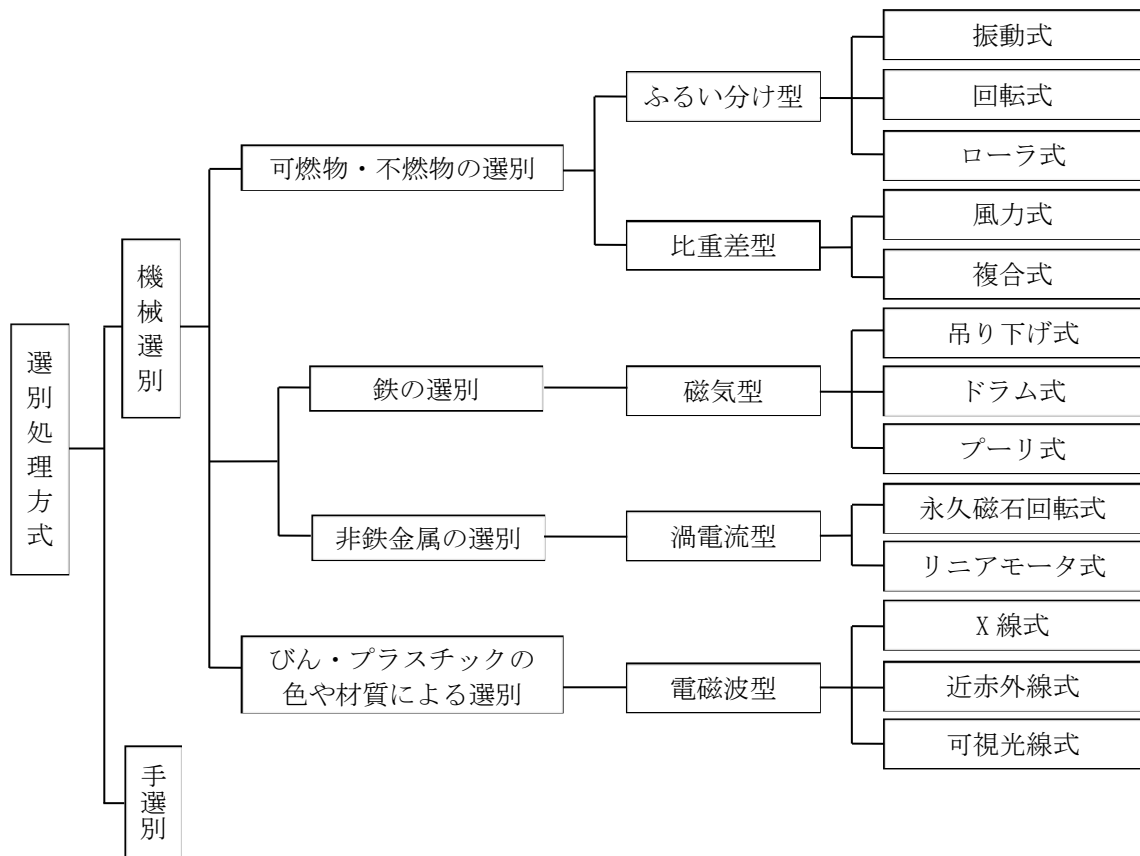 選別処理方式
機械選別
手選別
可燃物・不燃物の選別
ふるい分け型
振動式
回転式
ローラ式
比重差型
風力式
複合式
鉄の選別
磁気型
吊り下げ式
ドラム式
プーリ式
非鉄金属の選別
渦電流型
永久磁石回転式
リニアモータ式
びん・プラスチックの
色や材質による選別
電磁波型
X 線式
近赤外線式
可視光線式